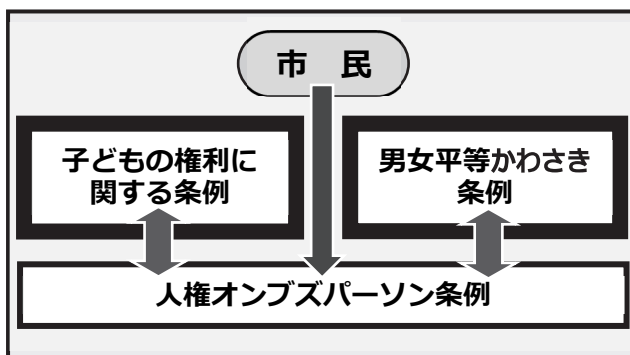 市　民
子どもの権利に
関する条例
男女平等かわさき
条例
人権オンブズパーソン条例